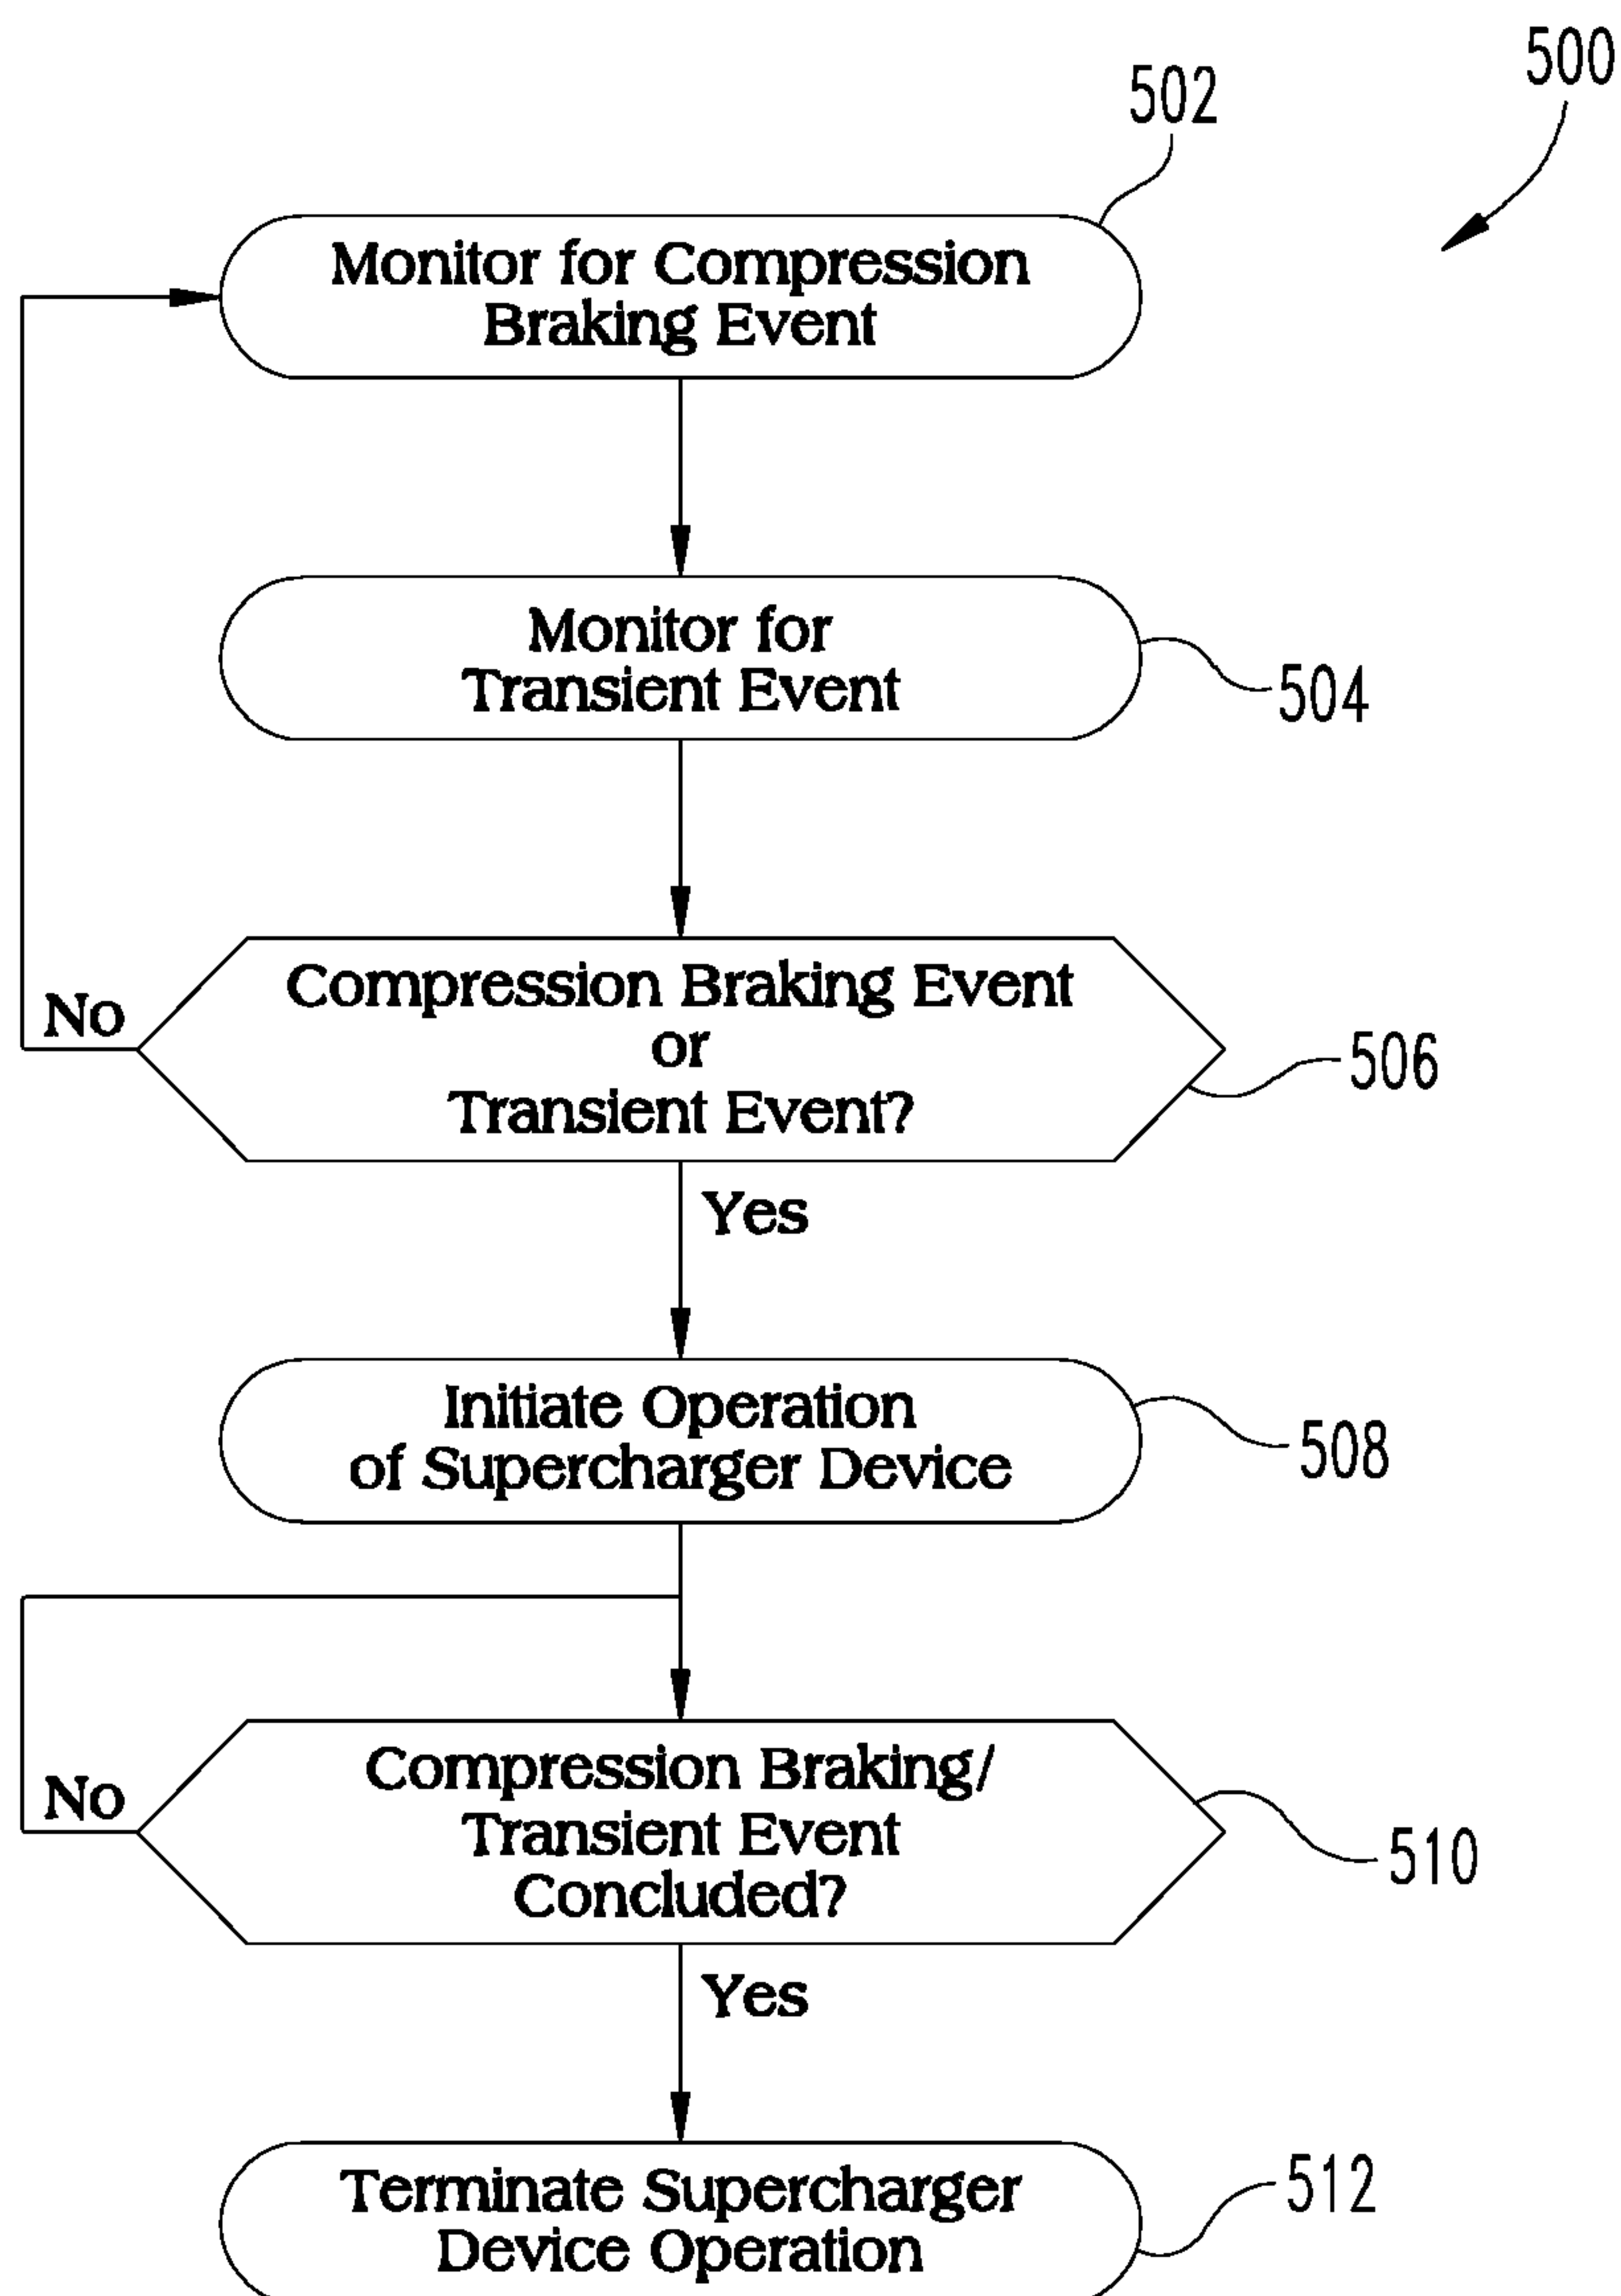 500
502
Monitor for Compression
Braking Event
Monitor for
Transient Event
504
Compression Braking Event
or
Transient Event?
No
506
Yes
Initiate Operation
of Supercharger Device
508
Compression Braking/
Transient Event
Concluded?
No
510
Yes
Terminate Supercharger
Device Operation
512